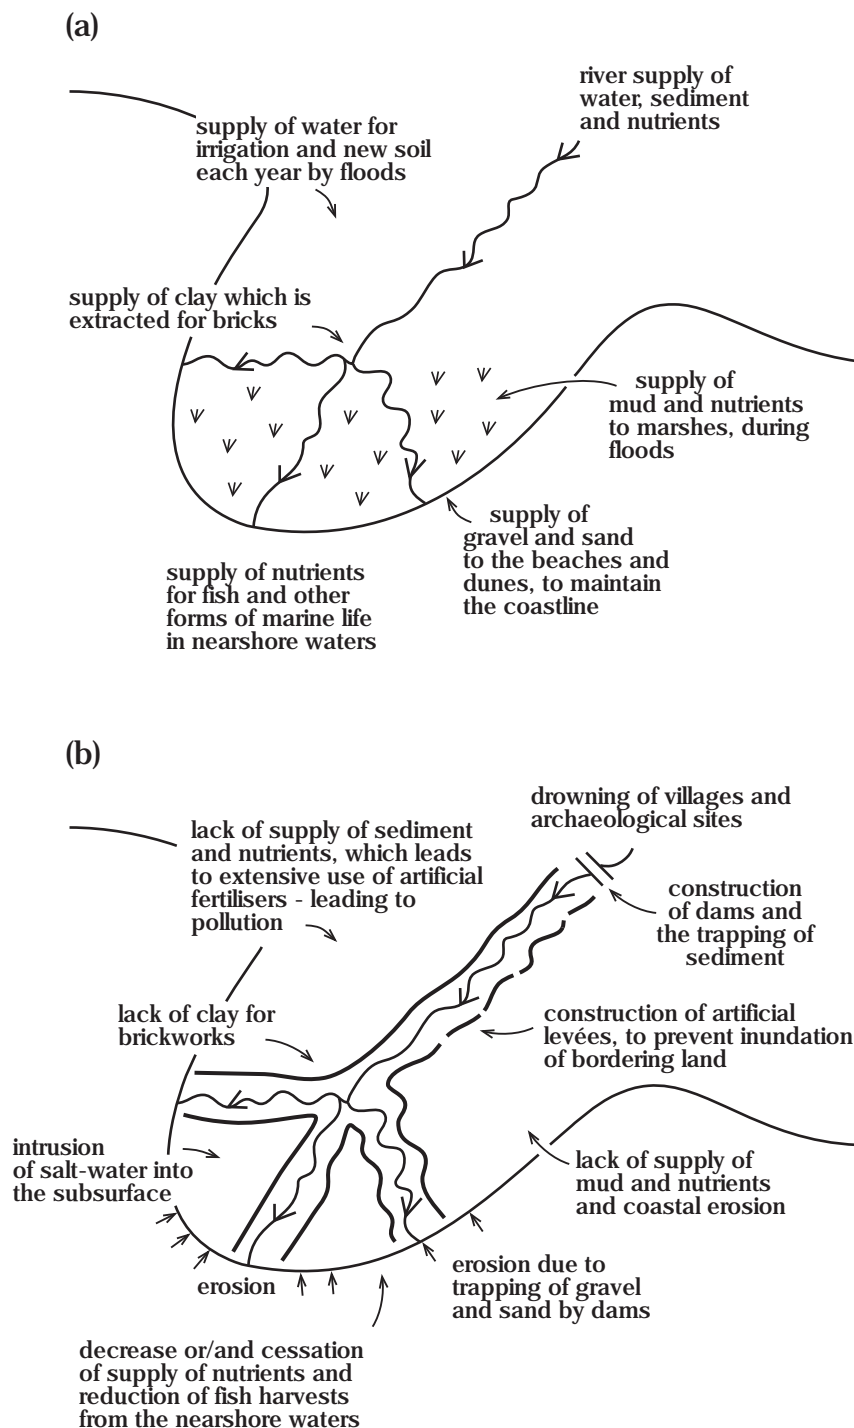 (a)
river supply of
water, sediment
and nutrients
supply of water for
irrigation and new soil
each year by floods
supply of clay which is
extracted for bricks
supply of
mud and nutrients
to marshes, during
floods
supply of
gravel and sand
to the beaches and
dunes, to maintain
the coastline
supply of nutrients
for fish and other
forms of marine life
in nearshore waters
(b)
drowning of villages and
archaeological sites
lack of supply of sediment
and nutrients, which leads
to extensive use of artificial
fertilisers - leading to
pollution
construction
of dams and
the trapping of
sediment
lack of clay for
brickworks
construction of artificial
levées, to prevent inundation
of bordering land
intrusion
of salt-water into
the subsurface
lack of supply of
mud and nutrients
and coastal erosion
erosion
erosion due to
trapping of gravel
and sand by dams
decrease or/and cessation
of supply of nutrients and
reduction of fish harvests
from the nearshore waters